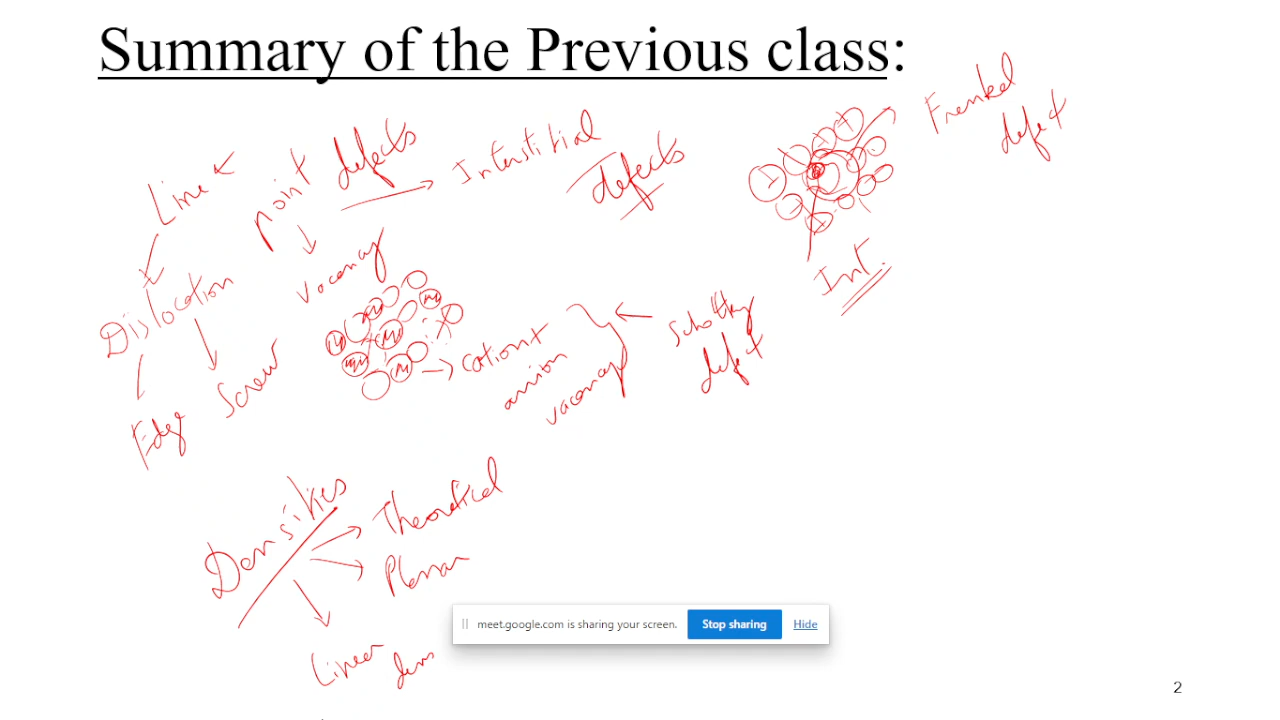 Summary of the Previous class:
Line
point defects
Interstitial
Defects
Frenkel
defect
Int.
Dislocation
vacancy
Edge
Screw
M
M
M
M
M
cation +
anion
vacancy
Schottky
defect
Densities
Theoretical
Planar
Linear
dens
meet.google.com is sharing your screen.
Stop sharing
Hide
2